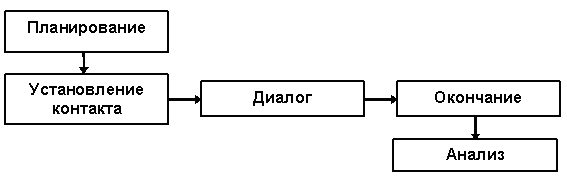 Планирование
Установление
контакта
Диалог
Окончание
Анализ